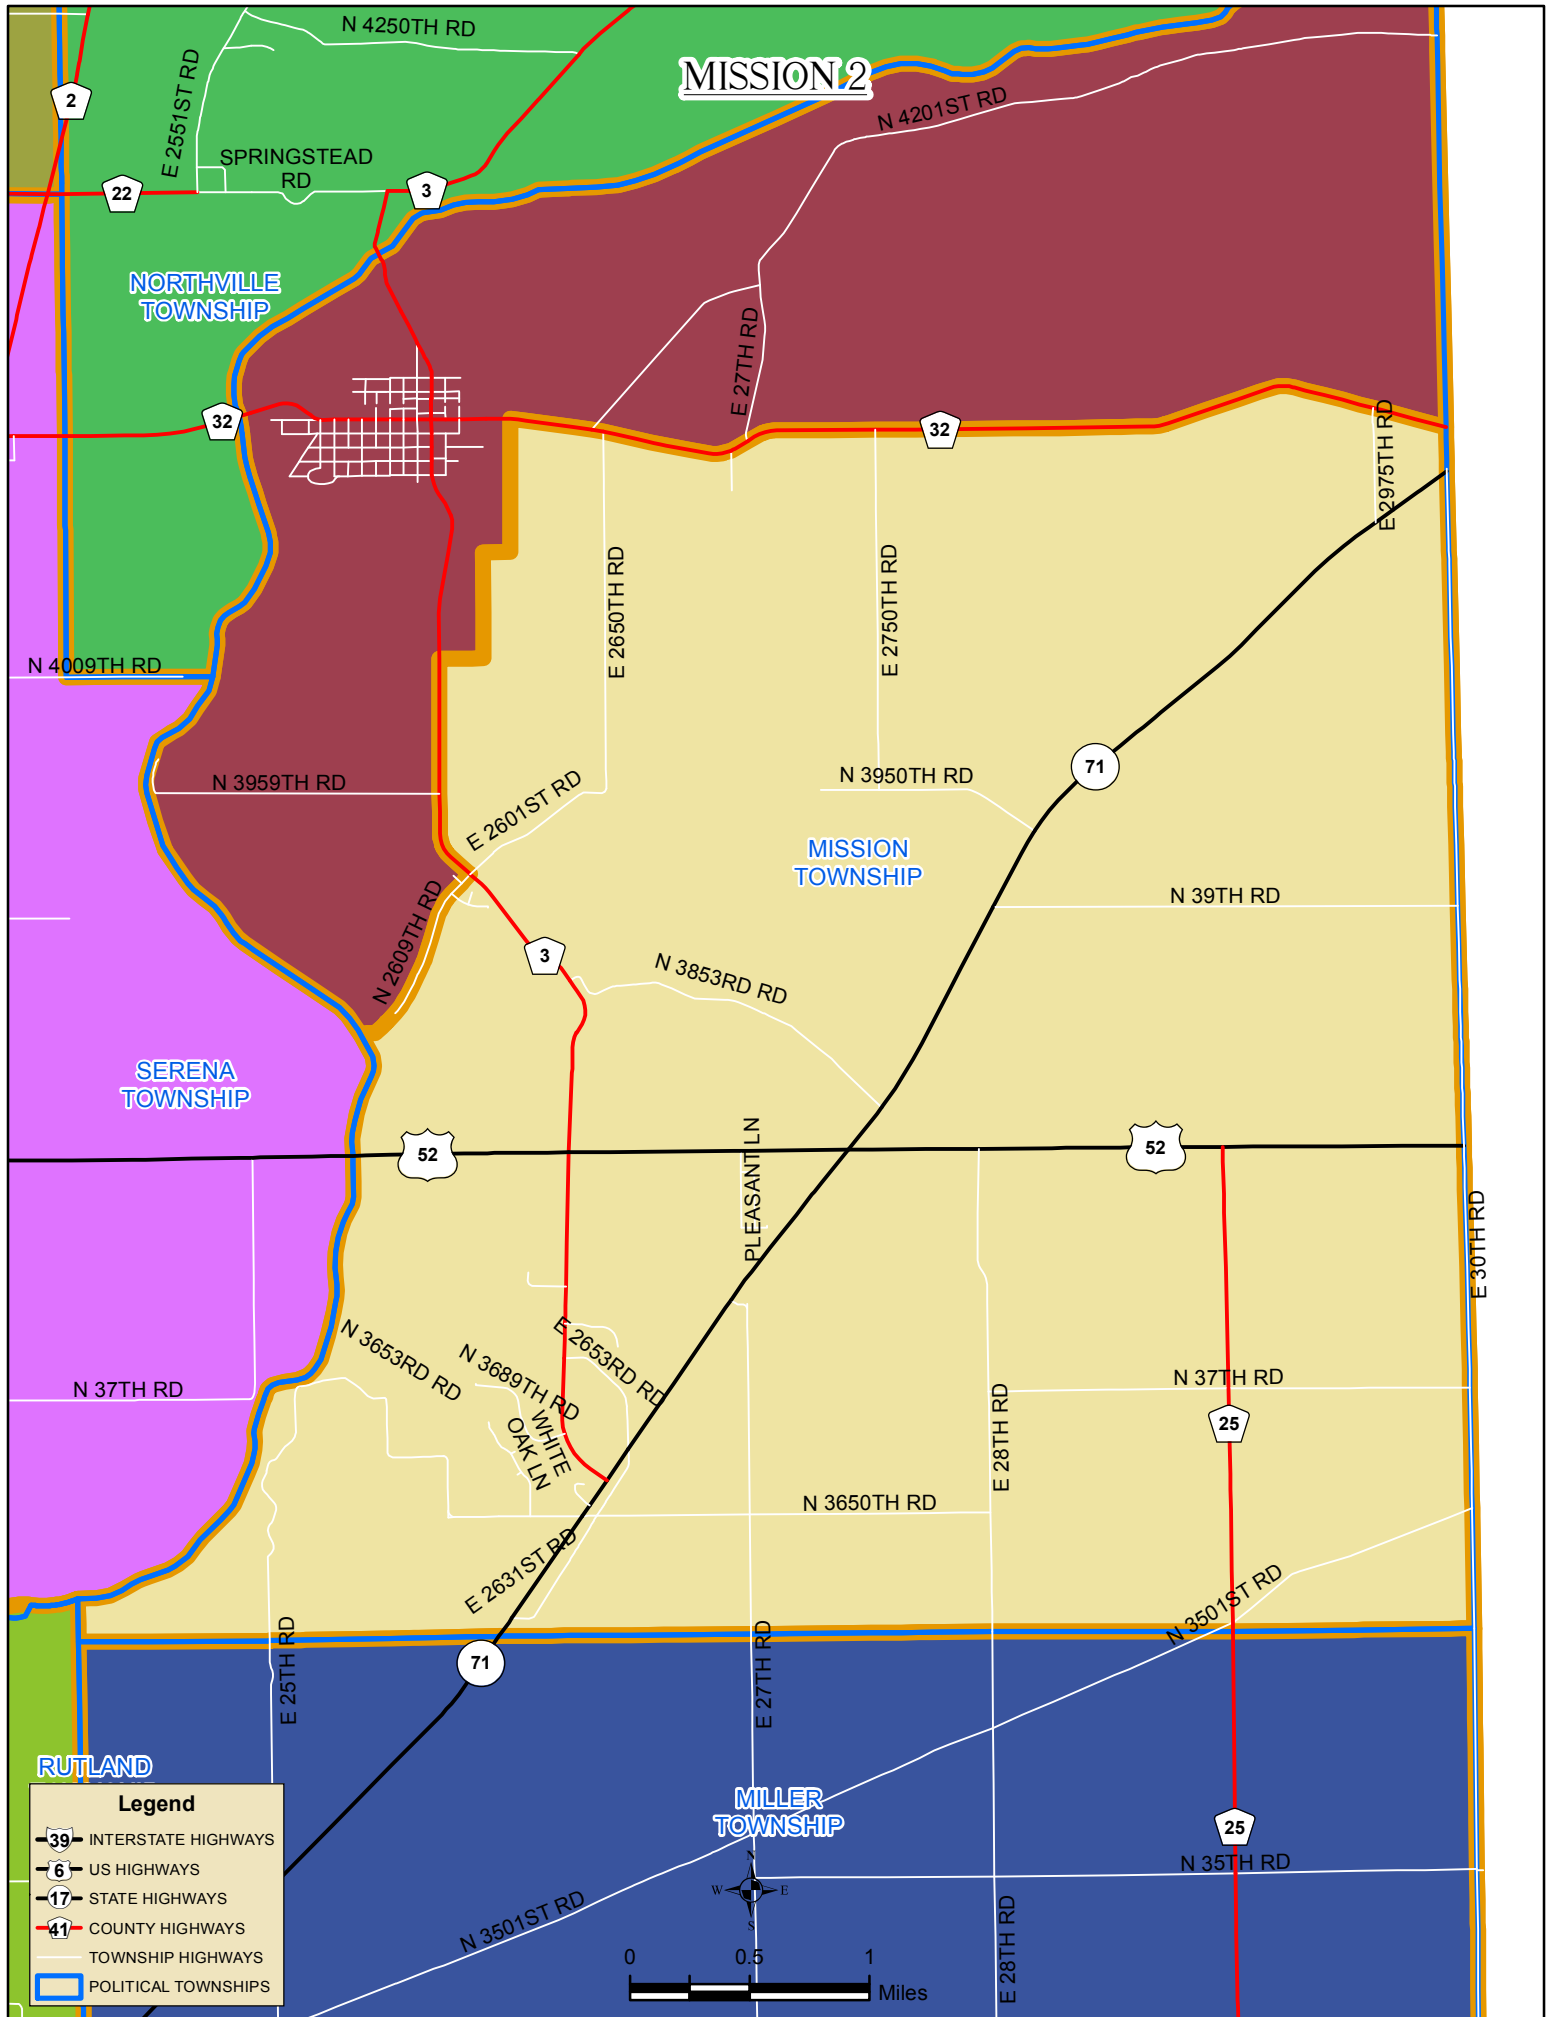 N 4250TH RD
MISSION 2
2
E 2551ST RD
N 4201ST RD
SPRINGSTEAD
RD
22
3
NORTHVILLE
TOWNSHIP
E 27TH RD
32
32
E 2975TH RD
E 2650TH RD
E 2750TH RD
N 4009TH RD
71
N 3959TH RD
N 3950TH RD
E 2601ST RD
MISSION
TOWNSHIP
N 39TH RD
N 2609TH RD
3
N 3853RD RD
SERENA
TOWNSHIP
52
52
PLEASANT LN
E 30TH RD
N 3653RD RD
E 2653RD RD
N 3689TH RD
N 37TH RD
N 37TH RD
WHITE
OAK LN
25
E 28TH RD
N 3650TH RD
E 2631ST RD
N 3501ST RD
E 25TH RD
71
E 27TH RD
RUTLAND
MILLER
TOWNSHIP
25
N 35TH RD
N 3501ST RD
E 28TH RD
Legend
39 INTERSTATE HIGHWAYS
6 US HIGHWAYS
17 STATE HIGHWAYS
41 COUNTY HIGHWAYS
TOWNSHIP HIGHWAYS
POLITICAL TOWNSHIPS
N
W E
S
0 0.5 1
Miles